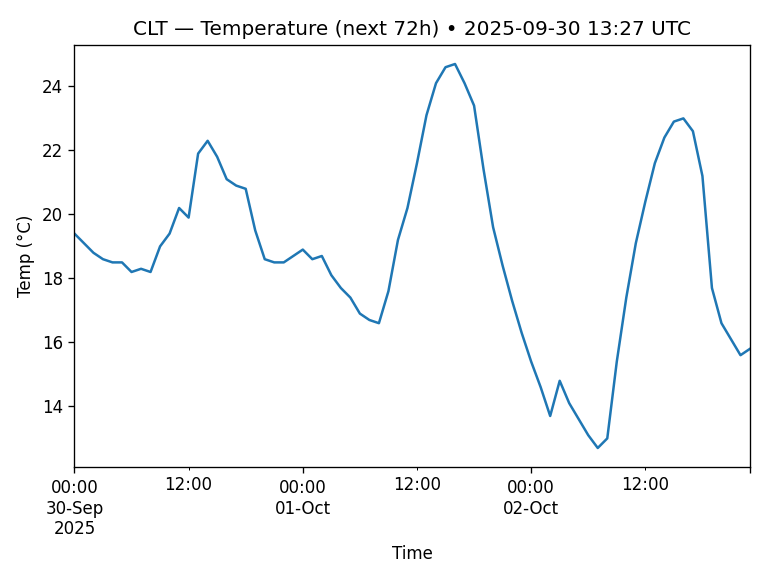 CLT — Temperature (next 72h) • 2025-09-30 13:27 UTC
Temp (°C)
24
22
20
18
16
14
00:00 12:00 00:00 12:00 00:00 12:00
30-Sep 01-Oct 02-Oct
2025
Time